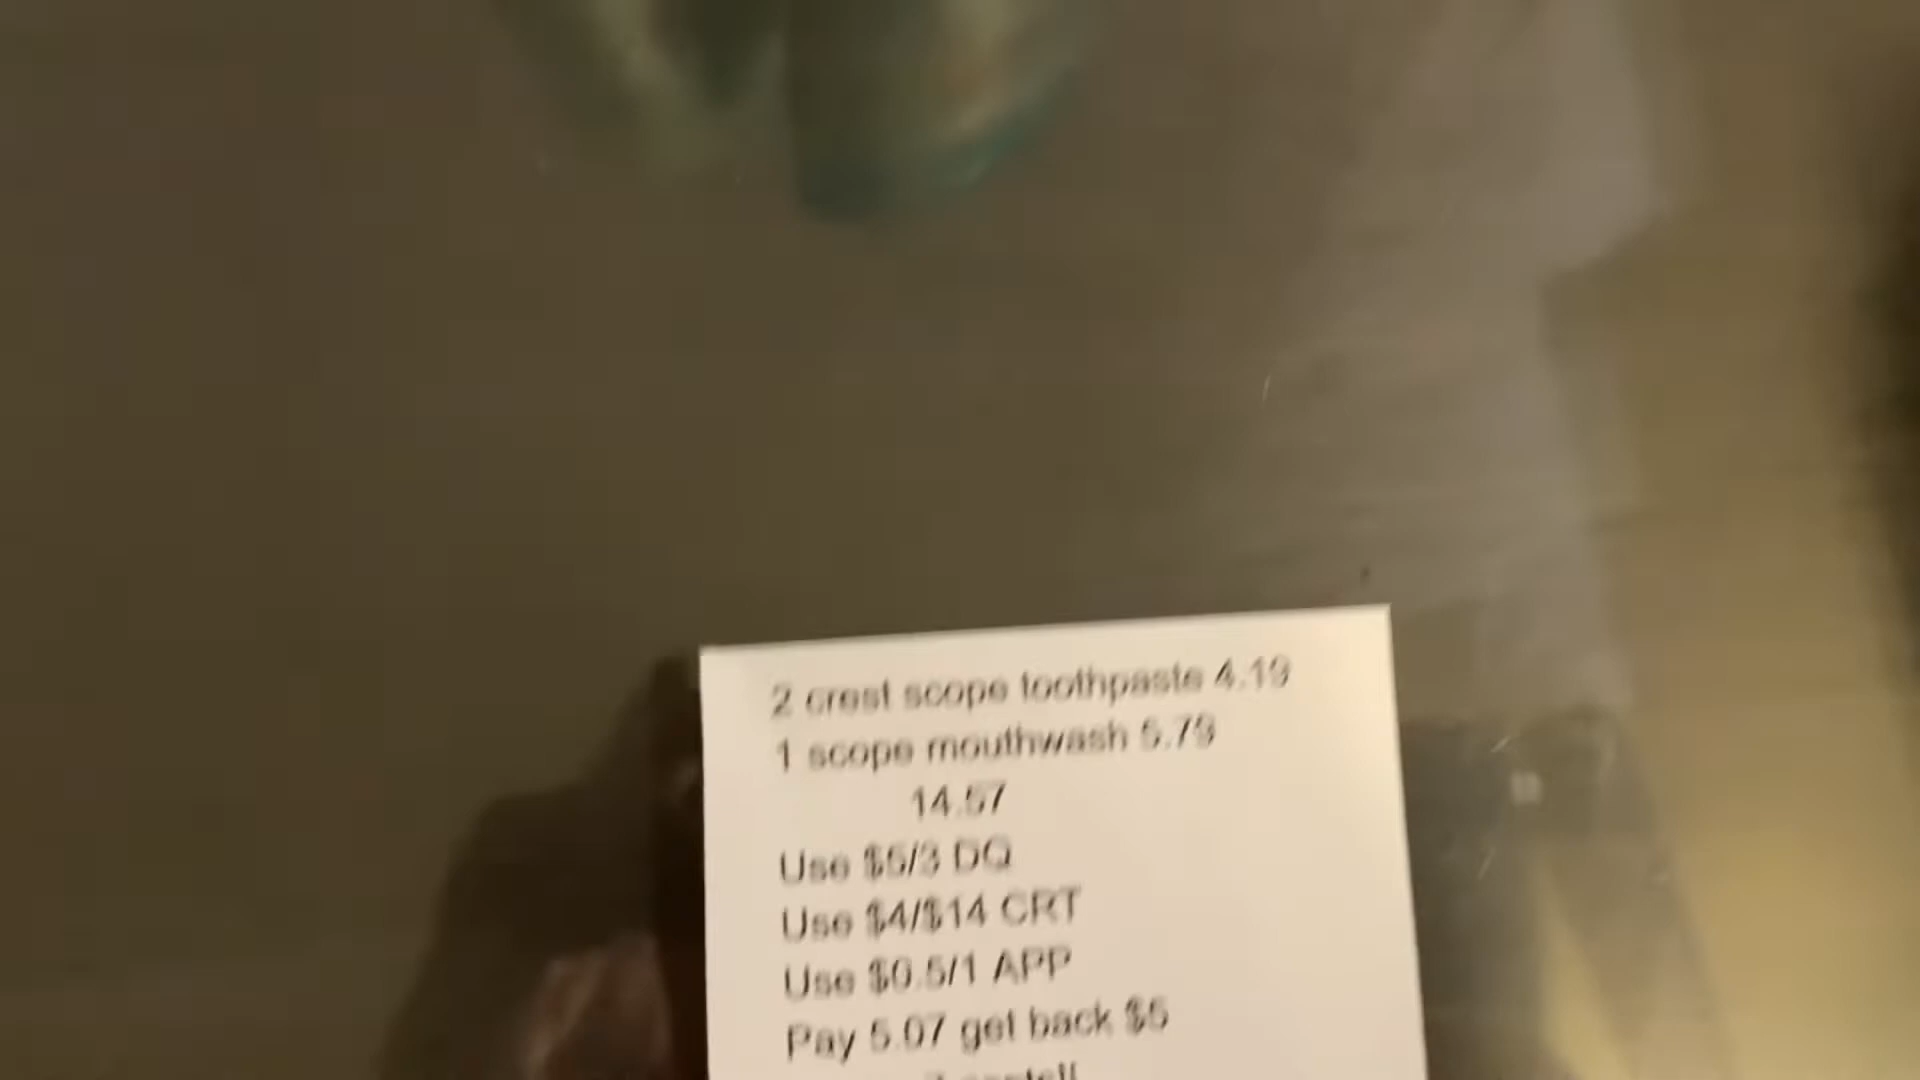 2 crest scope toothpaste 4.19
1 scope mouthwash 5.79
14.57
Use $5/3 DQ
Use $4/$14 CRT
Use $0.5/1 APP
Pay 5.07 get back $5